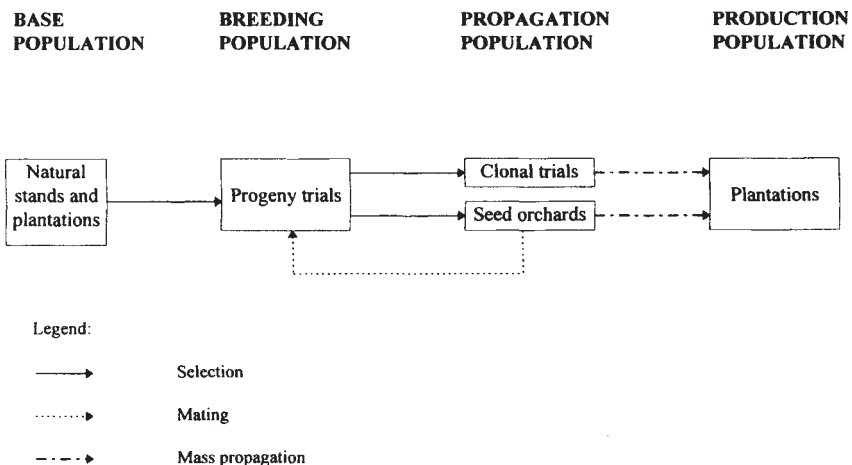 BASE
POPULATION
BREEDING
POPULATION
PROPAGATION
POPULATION
PRODUCTION
POPULATION
Natural
stands and
plantations
Progeny trials
Clonal trials
Seed orchards
Plantations
Legend:
Selection
Mating
Mass propagation